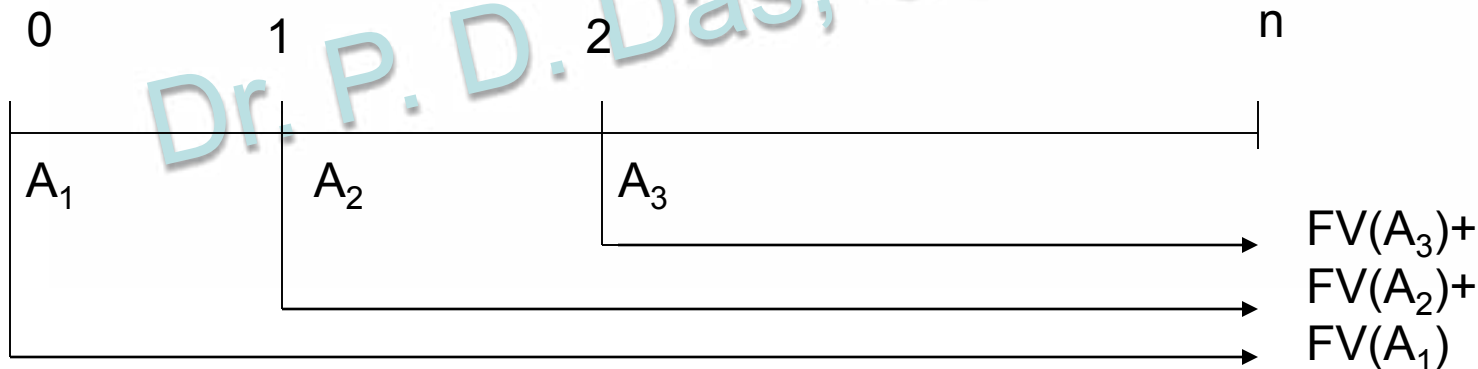 0 1 2 n
Dr. P. D. Das,
A₁ A₂ A₃
FV(A₃)+
FV(A₂)+
FV(A₁)